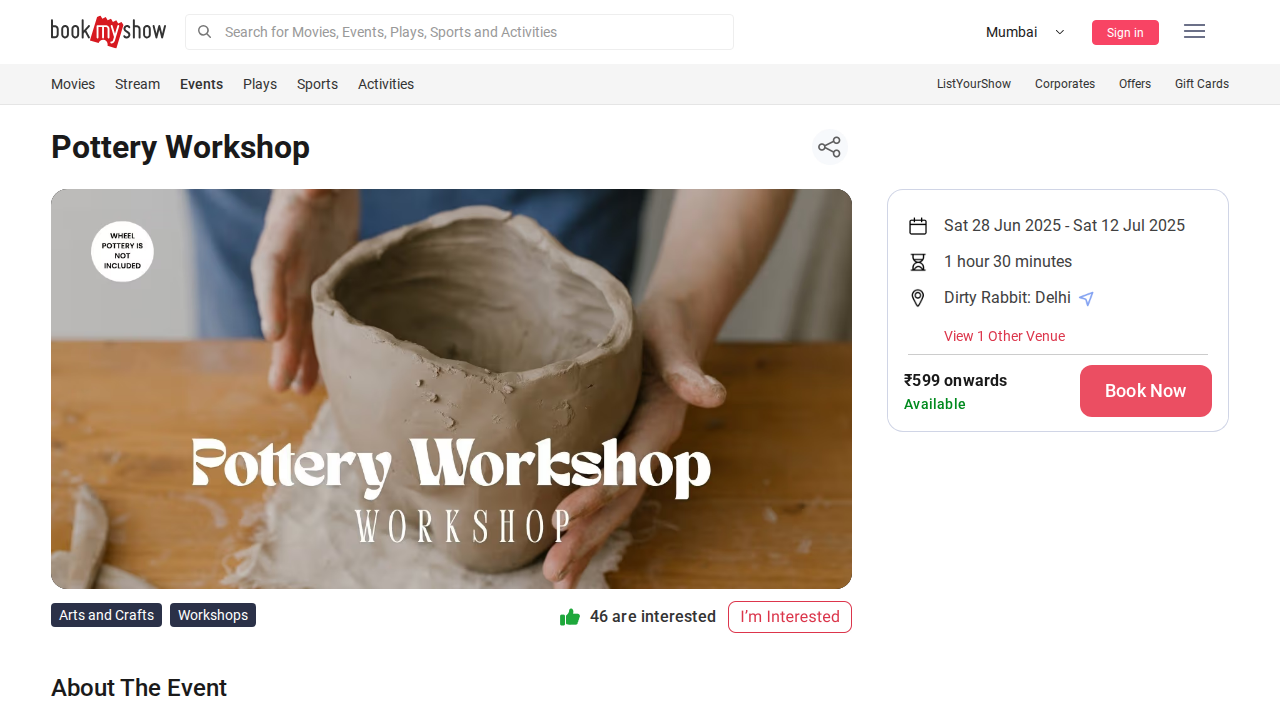 bookmyshow
Search for Movies, Events, Plays, Sports and Activities
Mumbai
Sign in
Movies Stream Events Plays Sports Activities
ListYourShow Corporates Offers Gift Cards
Pottery Workshop
WHEEL
POTTERY IS
NOT
INCLUDED
Pottery Workshop
WORKSHOP
Sat 28 Jun 2025 - Sat 12 Jul 2025
1 hour 30 minutes
Dirty Rabbit: Delhi
View 1 Other Venue
₹599 onwards
Available
Book Now
Arts and Crafts
Workshops
46 are interested
I’m Interested
About The Event